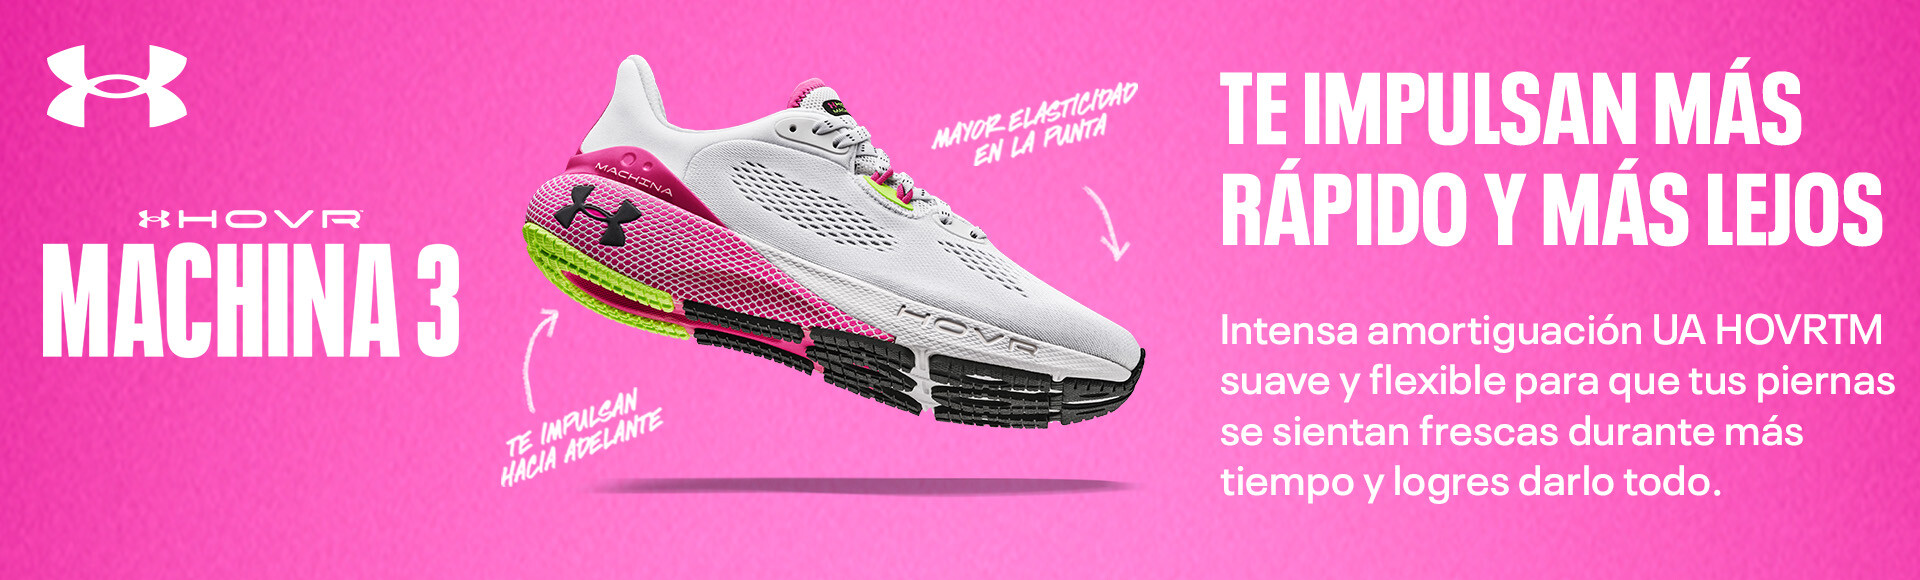 HOVR™
MACHINA 3
MAYOR ELASTICIDAD
EN LA PUNTA
MACHINA
HOVR
TE IMPULSAN
HACIA ADELANTE
TE IMPULSAN MÁS
RÁPIDO Y MÁS LEJOS
Intensa amortiguación UA HOVRTM
suave y flexible para que tus piernas
se sientan frescas durante más
tiempo y logres darlo todo.